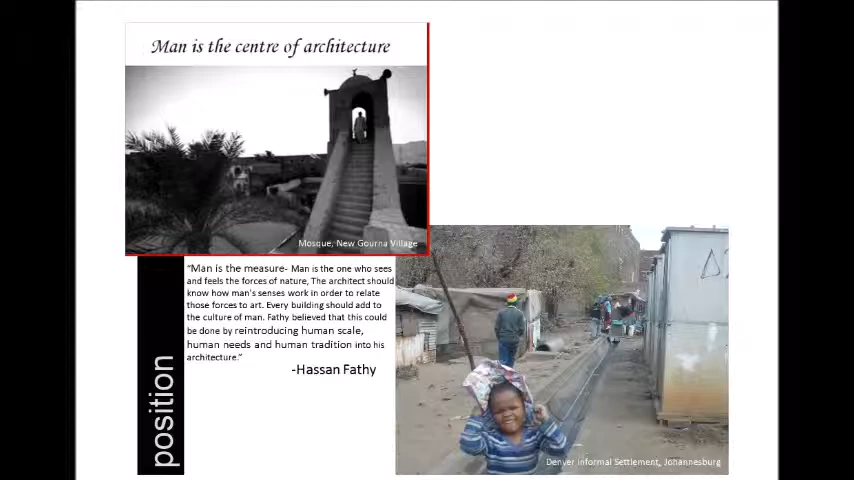 Man is the centre of architecture
Mosque, New Gourna Village
"Man is the measure- Man is the one who sees
and feels the forces of nature, The architect should
know how man's senses work in order to relate
those forces to art. Every building should add to
the culture of man. Fathy believed that this could
be done by reintroducing human scale,
human needs and human tradition into his
architecture."
-Hassan Fathy
position
Denver Informal Settlement, Johannesburg